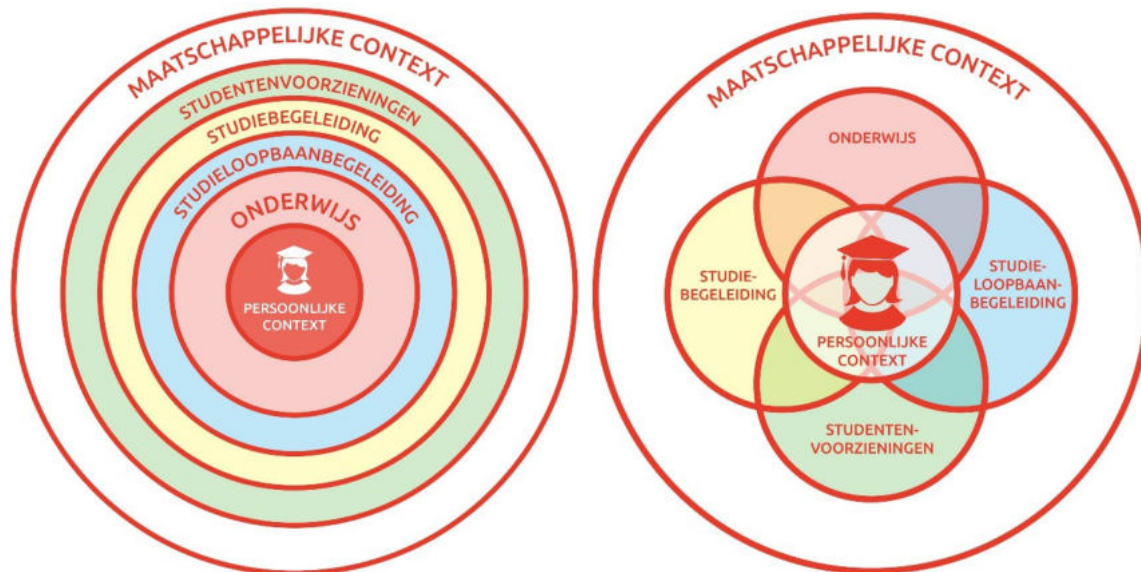 MAATSCHAPPELIJKE CONTEXT
STUDENTENVOORZIENINGEN
STUDIEBEGELEIDING
STUDIELOOPBAANBEGELEIDING
ONDERWIJS
PERSOONLIJKE
CONTEXT
MAATSCHAPPELIJKE CONTEXT
ONDERWIJS
STUDIE-
BEGELEIDING
STUDIE-
LOOPBAAN-
BEGELEIDING
PERSOONLIJKE
CONTEXT
STUDENTEN-
VOORZIENINGEN